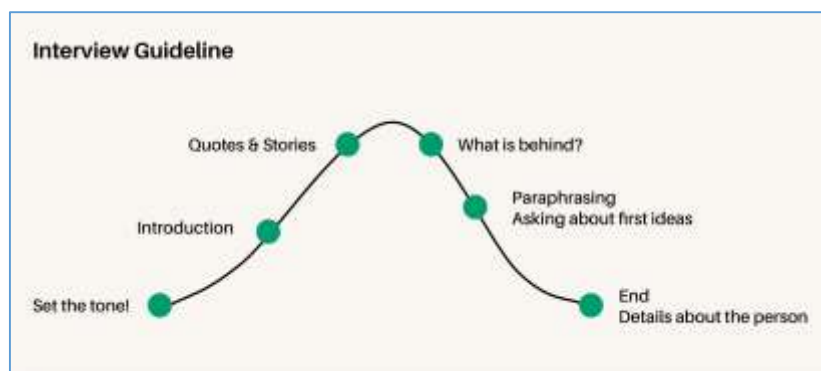 Interview Guideline
Quotes & Stories
What is behind?
Paraphrasing
Asking about first ideas
Introduction
Set the tone!
End
Details about the person